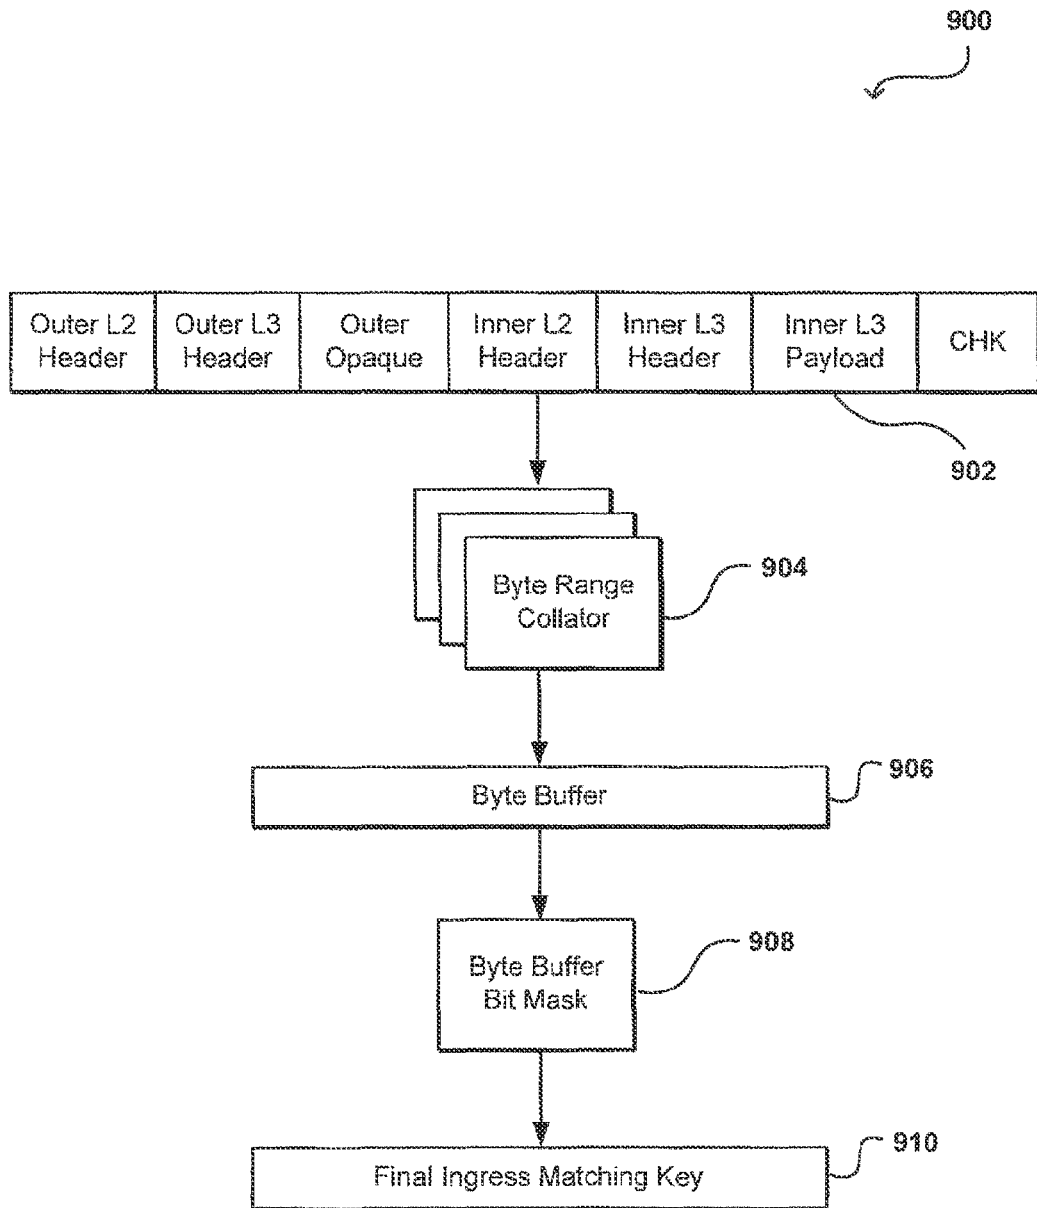 900
Outer L2 Header
Outer L3 Header
Outer Opaque
Inner L2 Header
Inner L3 Header
Inner L3 Payload
CHK
902
Byte Range
Collator
904
Byte Buffer
906
Byte Buffer
Bit Mask
908
Final Ingress Matching Key
910